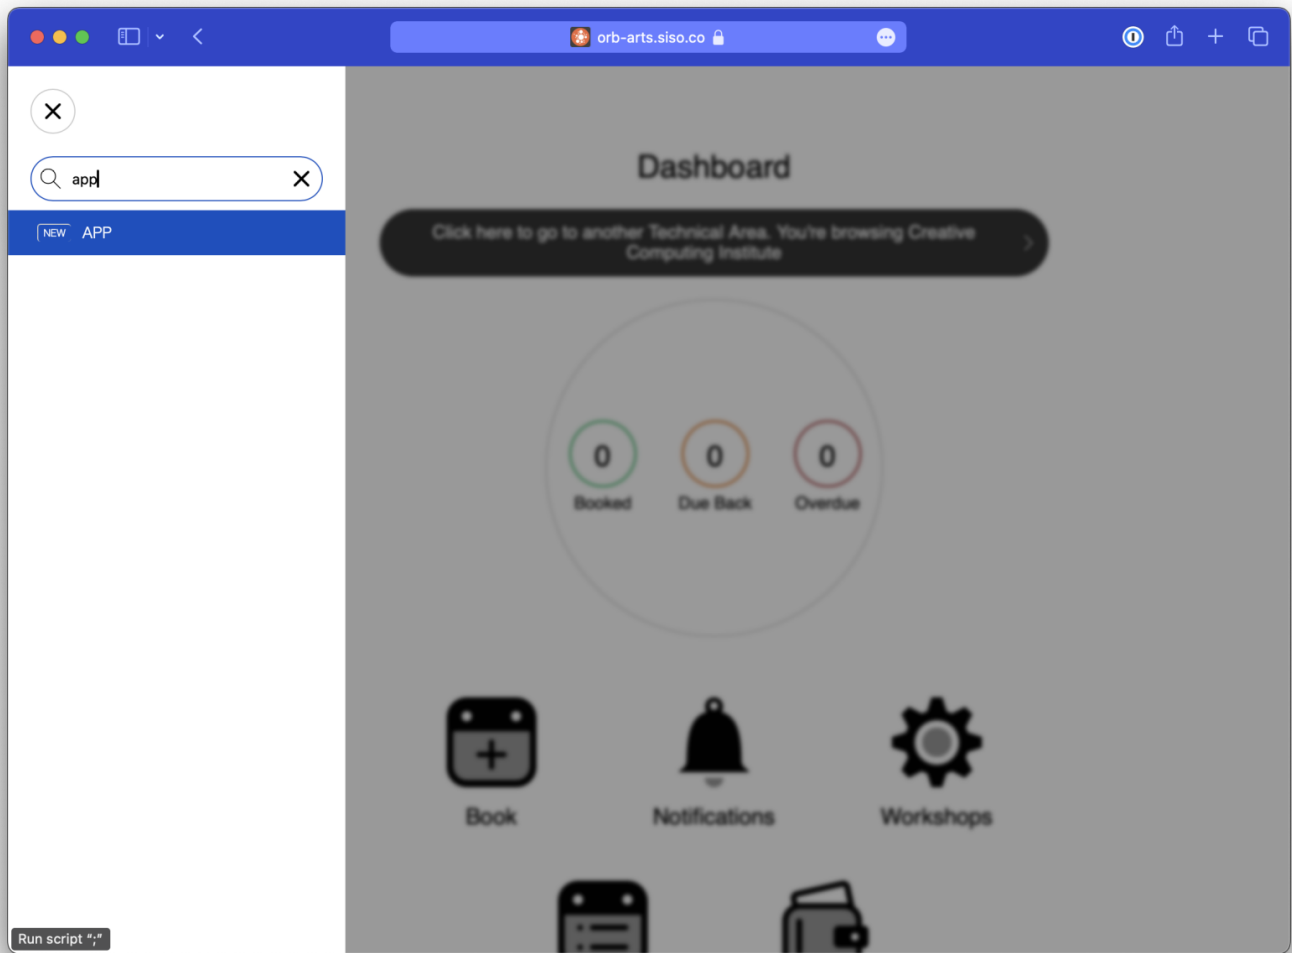 orb-arts.siso.co
app
NEW APP
Dashboard
Click here to go to another Technical Area. You're browsing Creative
Computing Institute
0 0 0
Booked Due Back Overdue
Book Notifications Workshops
Run script ";"